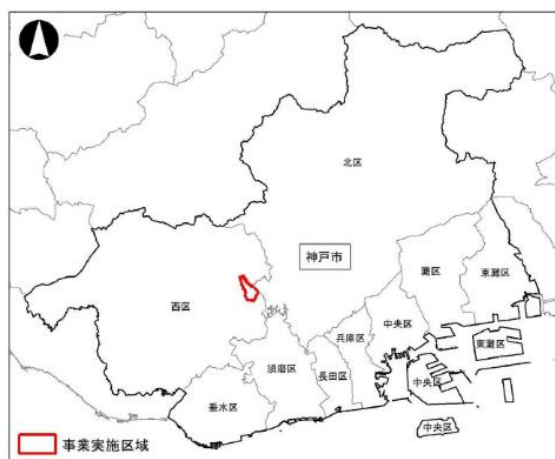 北区
神戸市
灘区
東灘区
西区
中央区
兵庫区
東灘区
須磨区
長田区
中央区
垂水区
中央区
事業実施区域